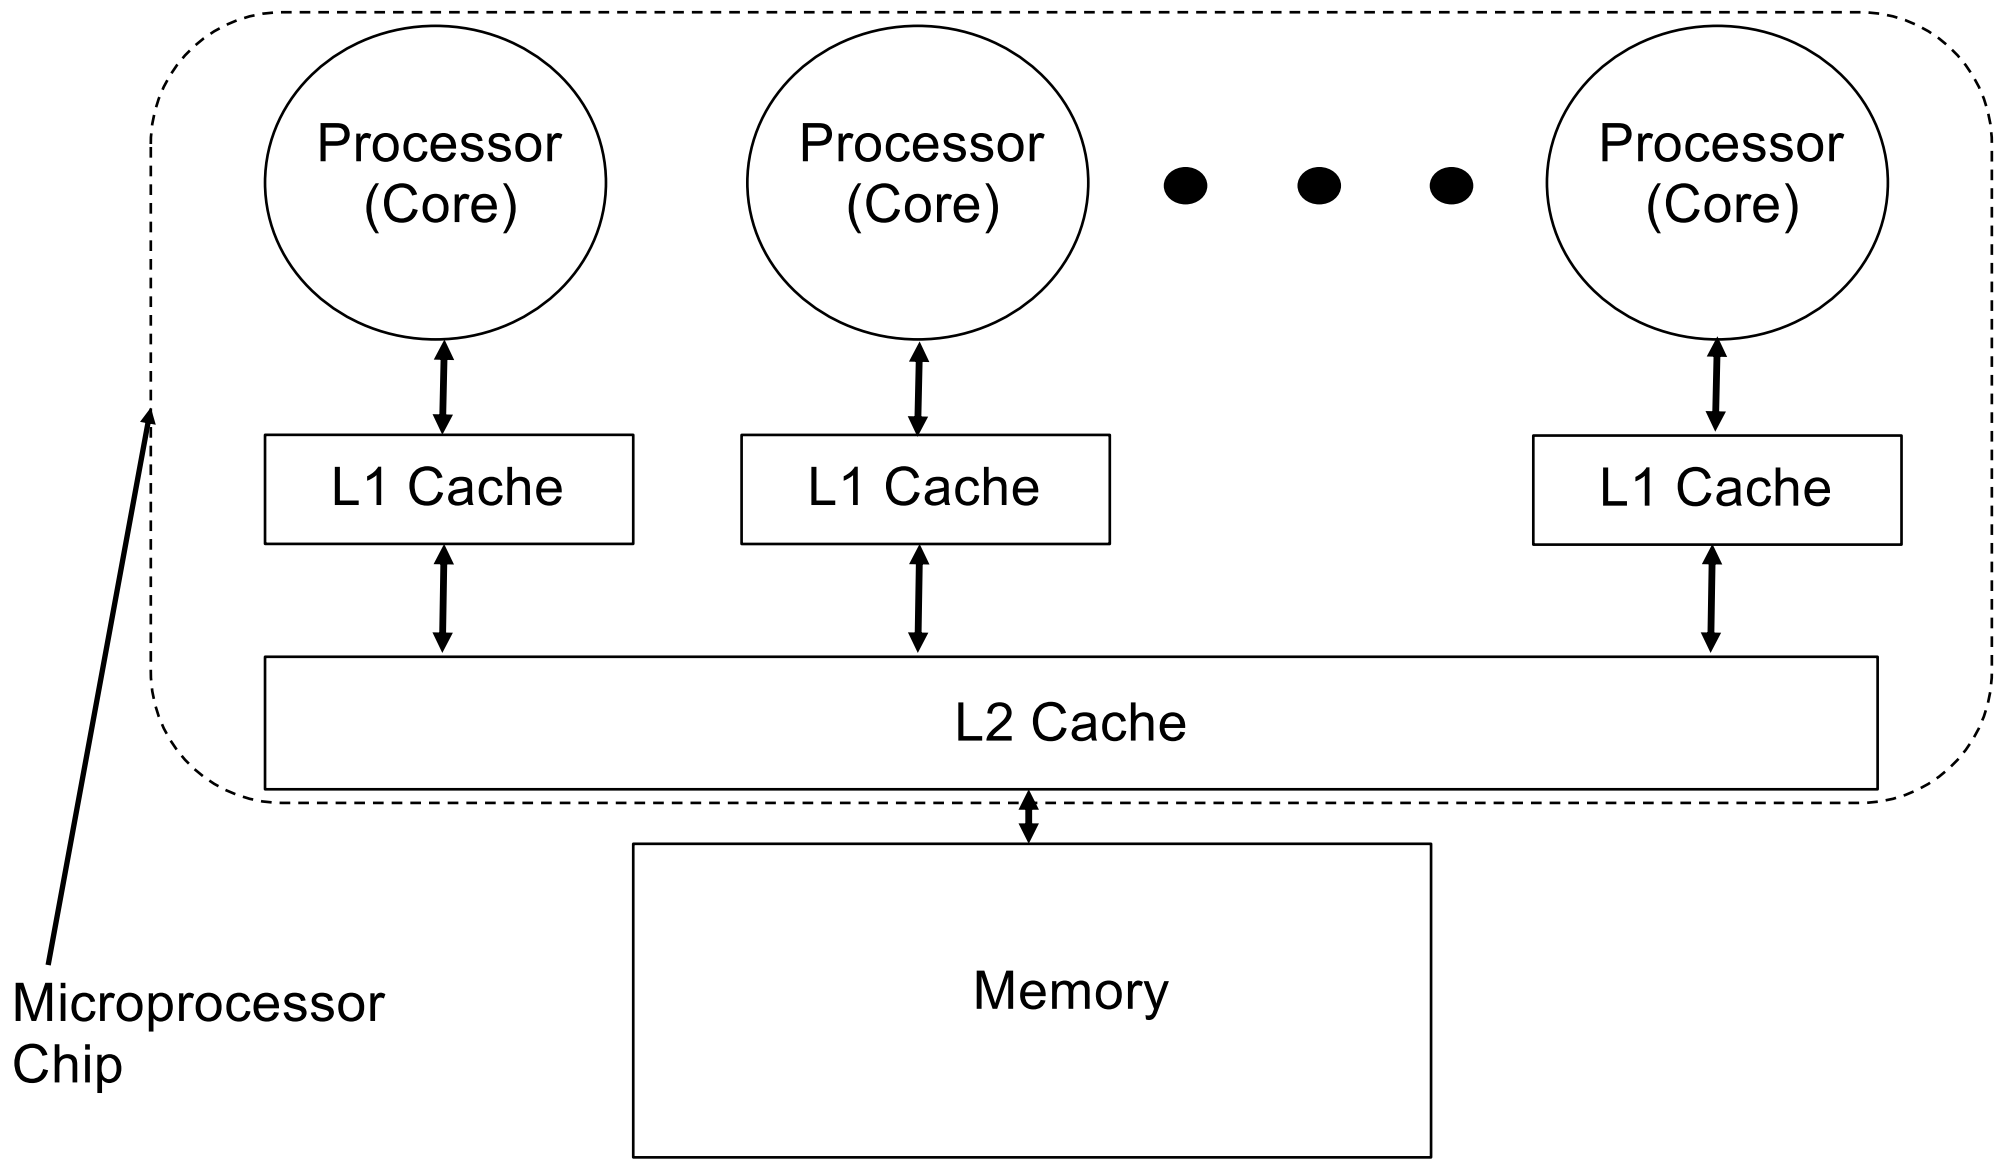 Processor
(Core)
Processor
(Core)
Processor
(Core)
L1 Cache
L1 Cache
L1 Cache
L2 Cache
Memory
Microprocessor
Chip